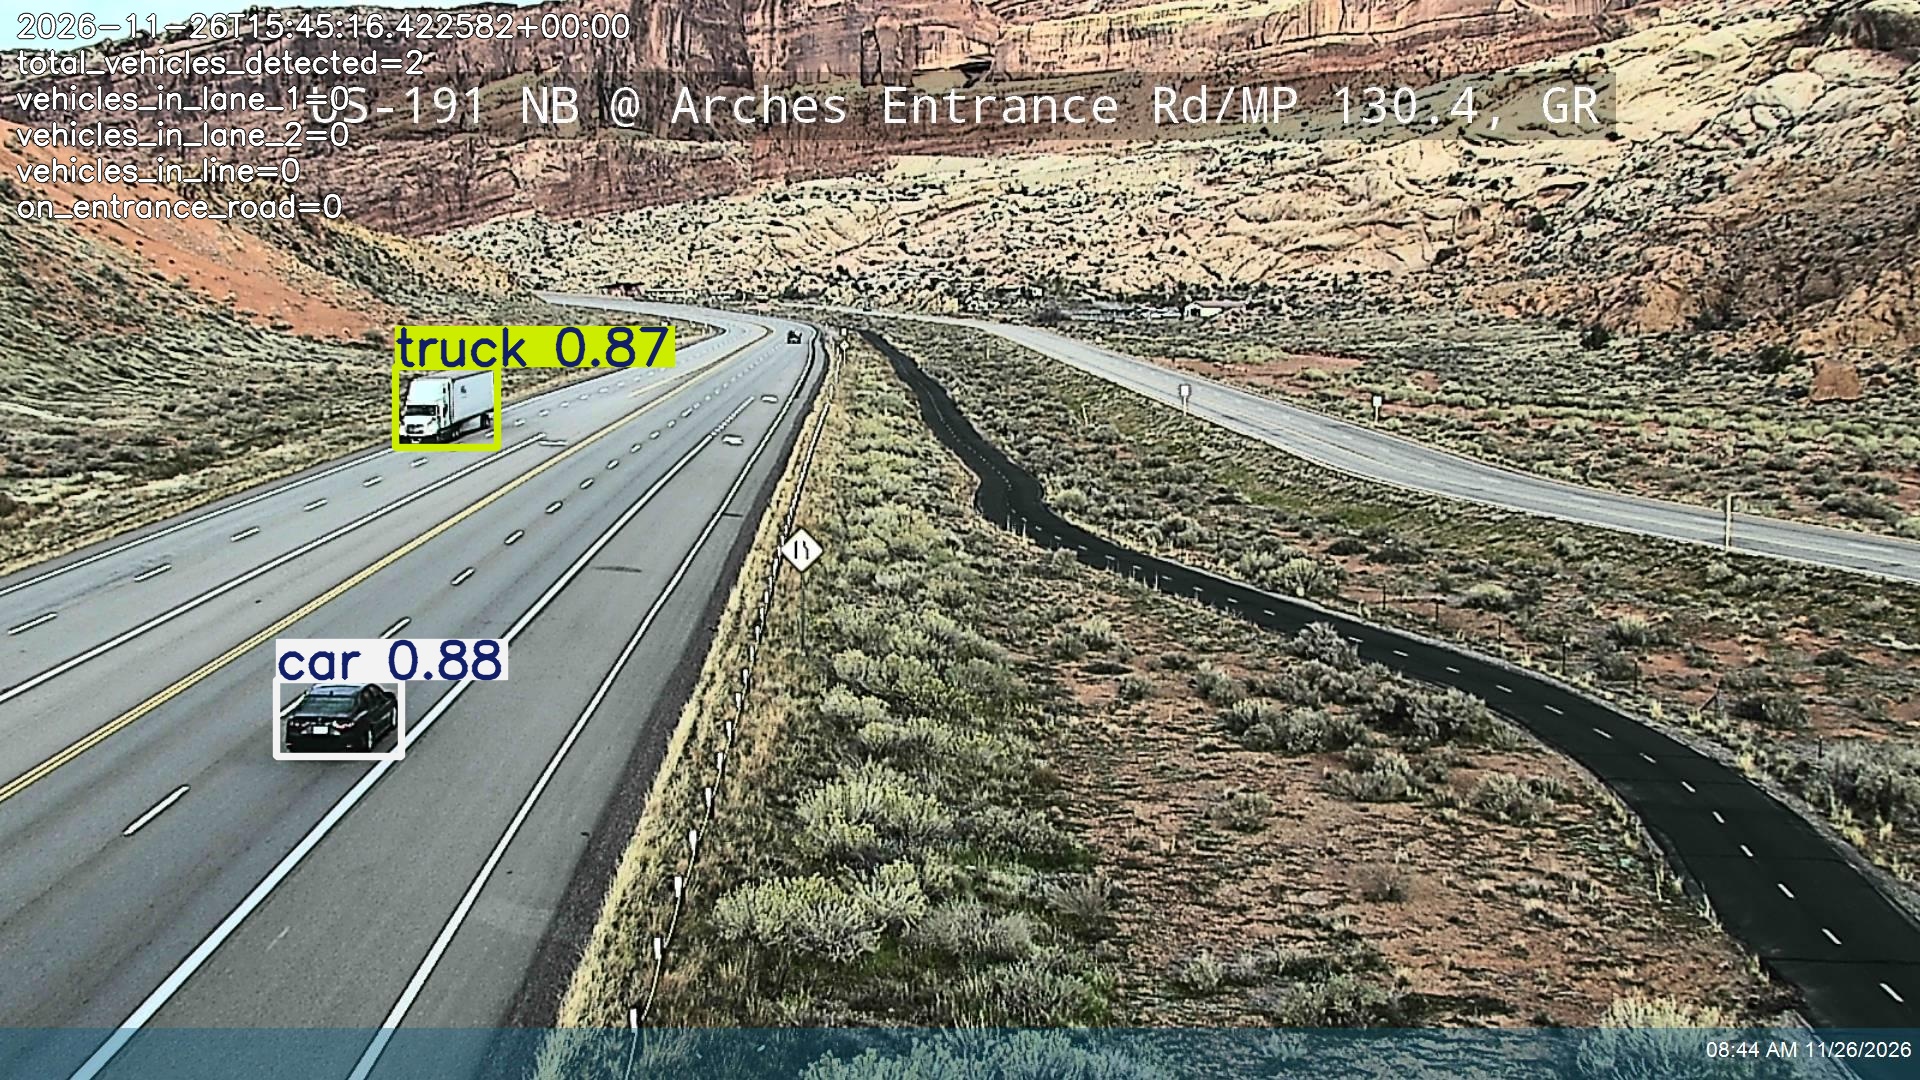 2026-11-26T15:45:16.422582+00:00
total_vehicles_detected=2
vehicles_in_lane_1=0
US-191 NB @ Arches Entrance Rd/MP 130.4, GR
vehicles_in_lane_2=0
vehicles_in_line=0
on_entrance_road=0
truck 0.87
car 0.88
08:44 AM 11/26/2026